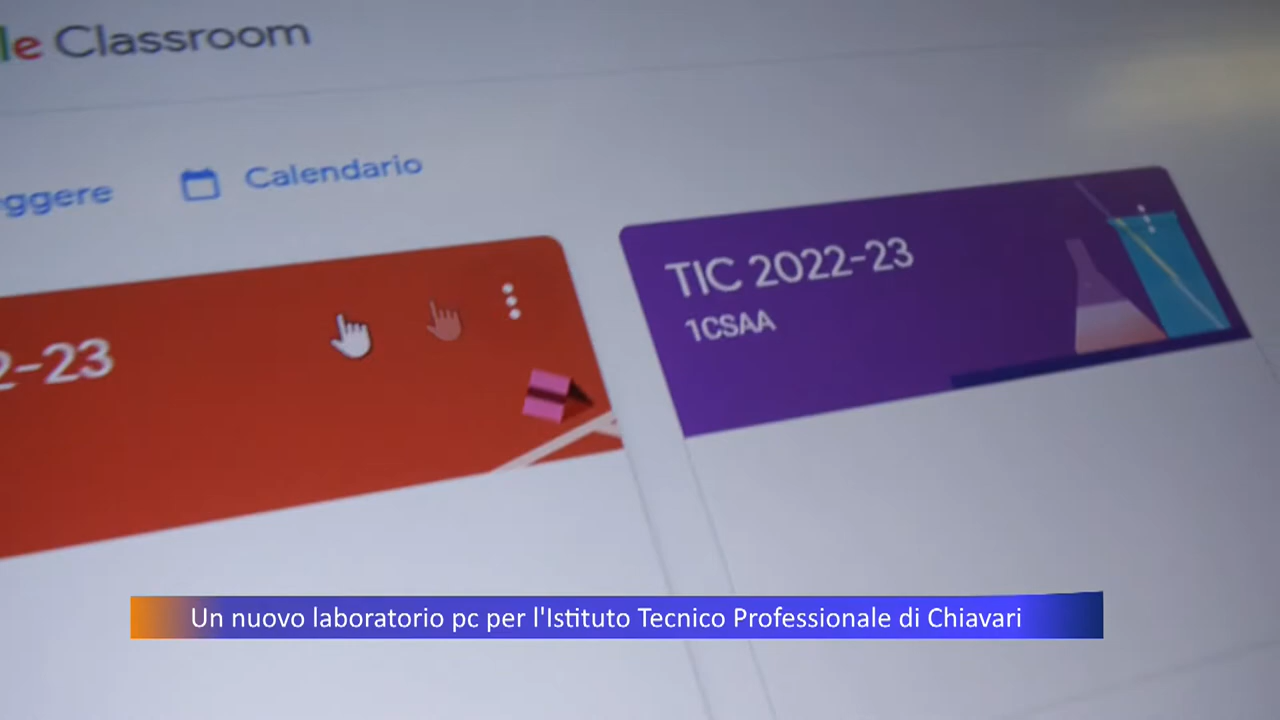 le Classroom
ggere
Calendario
2-23
TIC 2022-23
1CSAA
Un nuovo laboratorio pc per l'Istituto Tecnico Professionale di Chiavari